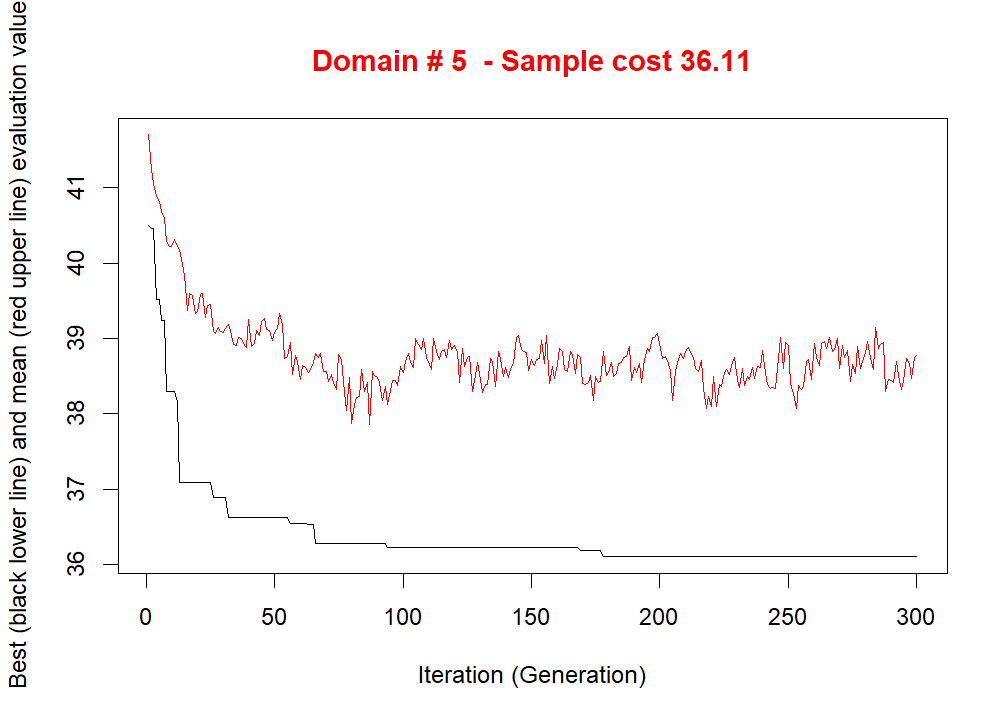 Domain # 5  - Sample cost 36.11
Best (black lower line) and mean (red upper line) evaluation value
41
40
39
38
37
36
0 50 100 150 200 250 300
Iteration (Generation)